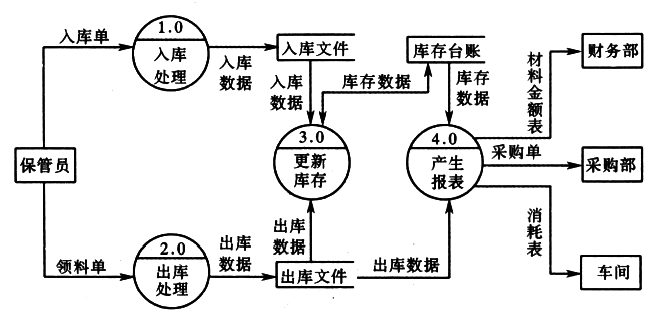 入库单
1.0
入库
处理
入库
数据
入库文件
入库
数据
库存数据
库存台账
库存
数据
材料金额表
财务部
保管员
3.0
更新
库存
4.0
产生
报表
采购单
采购部
领料单
2.0
出库
处理
出库
数据
出库
数据
出库文件
出库数据
消耗表
车间